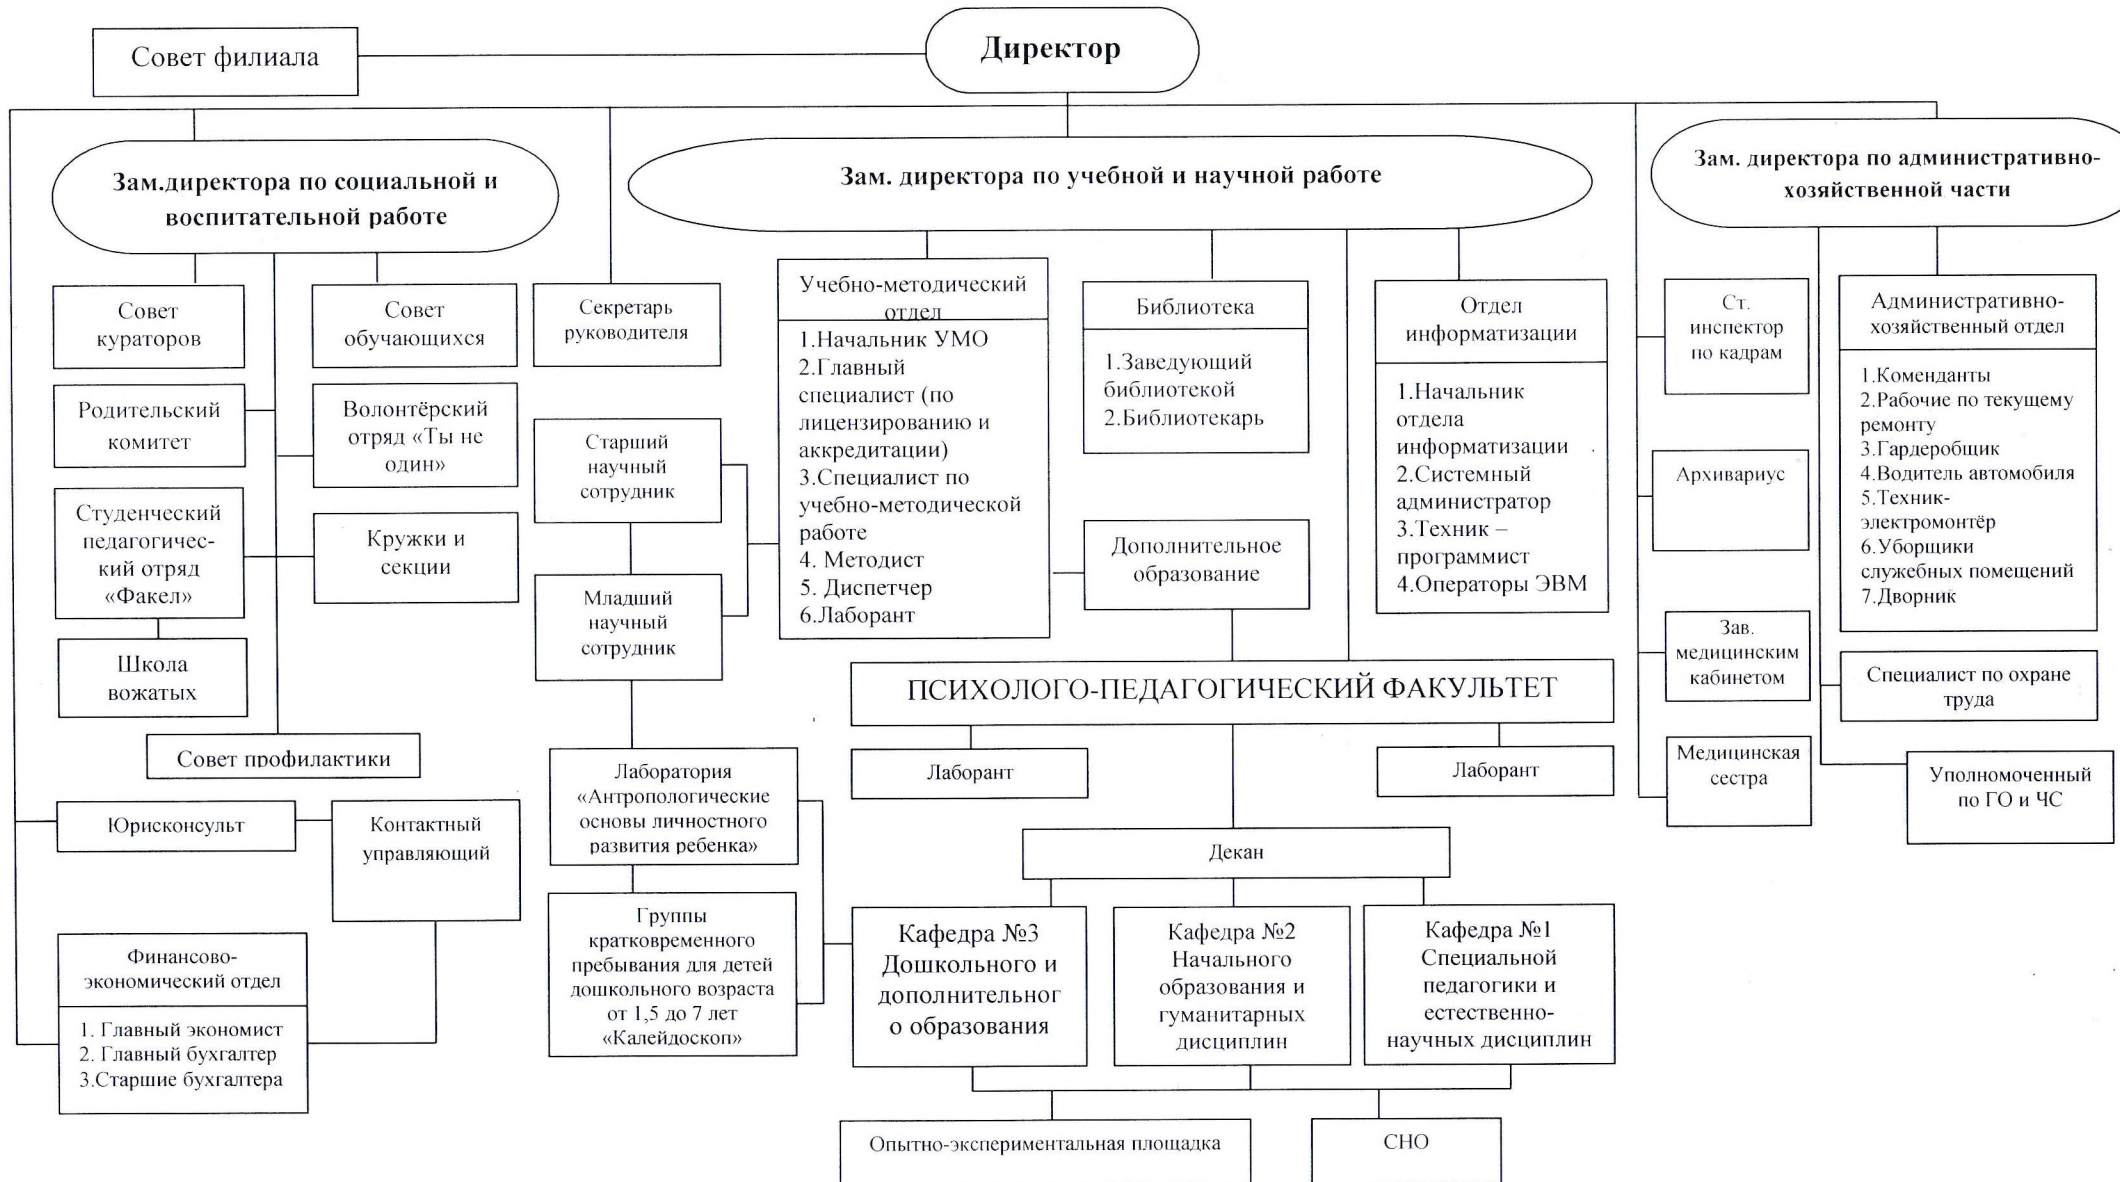 Совет филиала
Директор
Зам.директора по социальной и
воспитательной работе
Зам. директора по учебной и научной работе
Зам. директора по административно-
хозяйственной части
Совет
кураторов
Совет
обучающихся
Родительский
комитет
Волонтёрский
отряд «Ты не
один»
Студенческий
педагогичес-
кий отряд
«Факел»
Кружки и
секции
Школа
вожатых
Совет профилактики
Юрисконсульт
Контактный
управляющий
Финансово-
экономический отдел
1. Главный экономист
2. Главный бухгалтер
3.Старшие бухгалтера
Секретарь
руководителя
Старший
научный
сотрудник
Младший
научный
сотрудник
Лаборатория
«Антропологические
основы личностного
развития ребенка»
Группы
кратковременного
пребывания для детей
дошкольного возраста
от 1,5 до 7 лет
«Калейдоскоп»
Учебно-методический
отдел
1.Начальник УМО
2.Главный
специалист (по
лицензированию и
аккредитации)
3.Специалист по
учебно-методической
работе
4. Методист
5. Диспетчер
6.Лаборант
Библиотека
1.Заведующий
библиотекой
2.Библиотекарь
Дополнительное
образование
Отдел
информатизации
1.Начальник
отдела
информатизации
2.Системный
администратор
3.Техник –
программист
4.Операторы ЭВМ
ПСИХОЛОГО-ПЕДАГОГИЧЕСКИЙ ФАКУЛЬТЕТ
Лаборант
Лаборант
Декан
Кафедра №3
Дошкольного и
дополнительног
о образования
Кафедра №2
Начального
образования и
гуманитарных
дисциплин
Кафедра №1
Специальной
педагогики и
естественно-
научных дисциплин
Опытно-экспериментальная площадка
СНО
Ст.
инспектор
по кадрам
Архивариус
Зав.
медицинским
кабинетом
Медицинская
сестра
Административно-
хозяйственный отдел
1.Коменданты
2.Рабочие по текущему
ремонту
3.Гардеробщик
4.Водитель автомобиля
5.Техник-
электромонтёр
6.Уборщики
служебных помещений
7.Дворник
Специалист по охране
труда
Уполномоченный
по ГО и ЧС